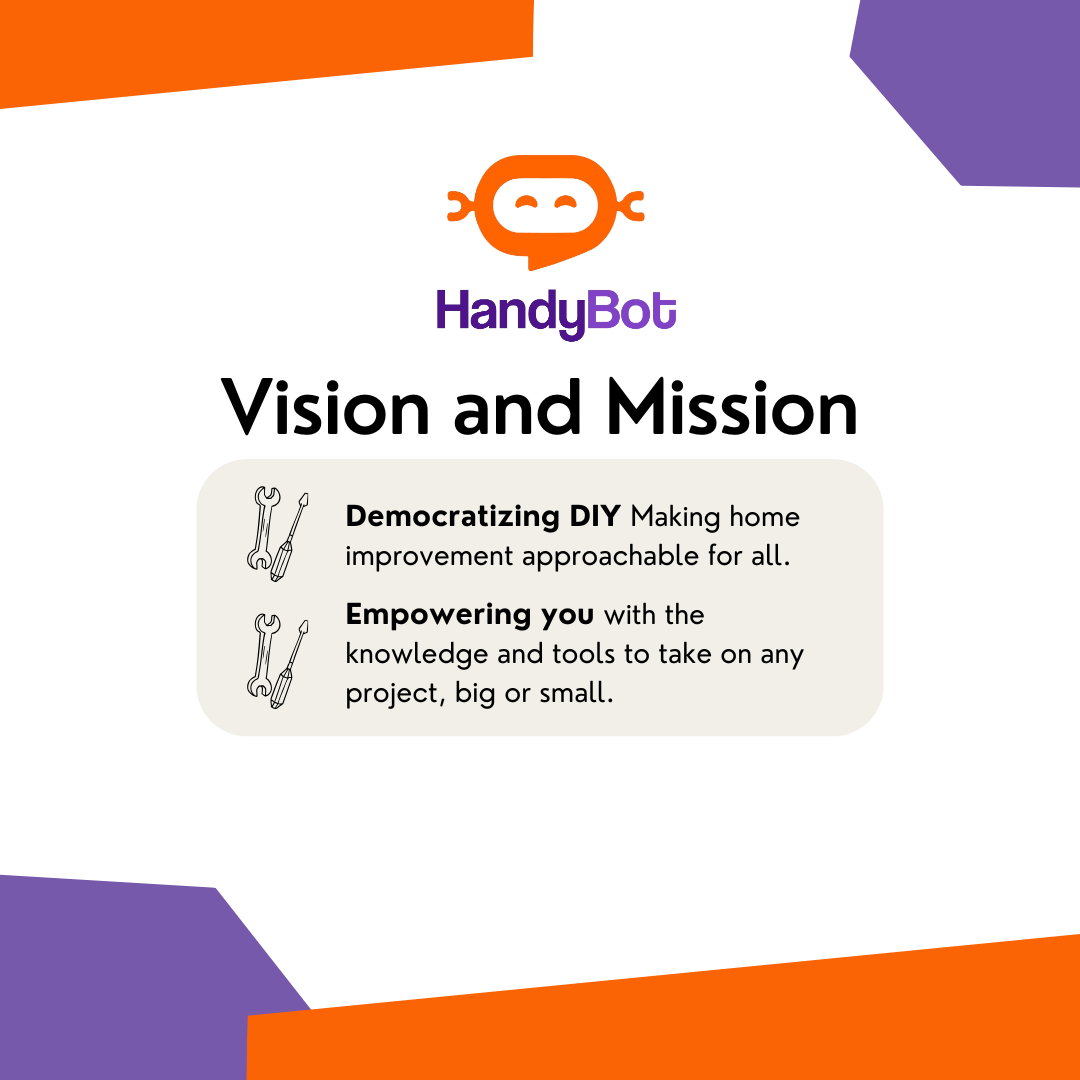 HandyBot
Vision and Mission
Democratizing DIY Making home
improvement approachable for all.
Empowering you with the
knowledge and tools to take on any
project, big or small.